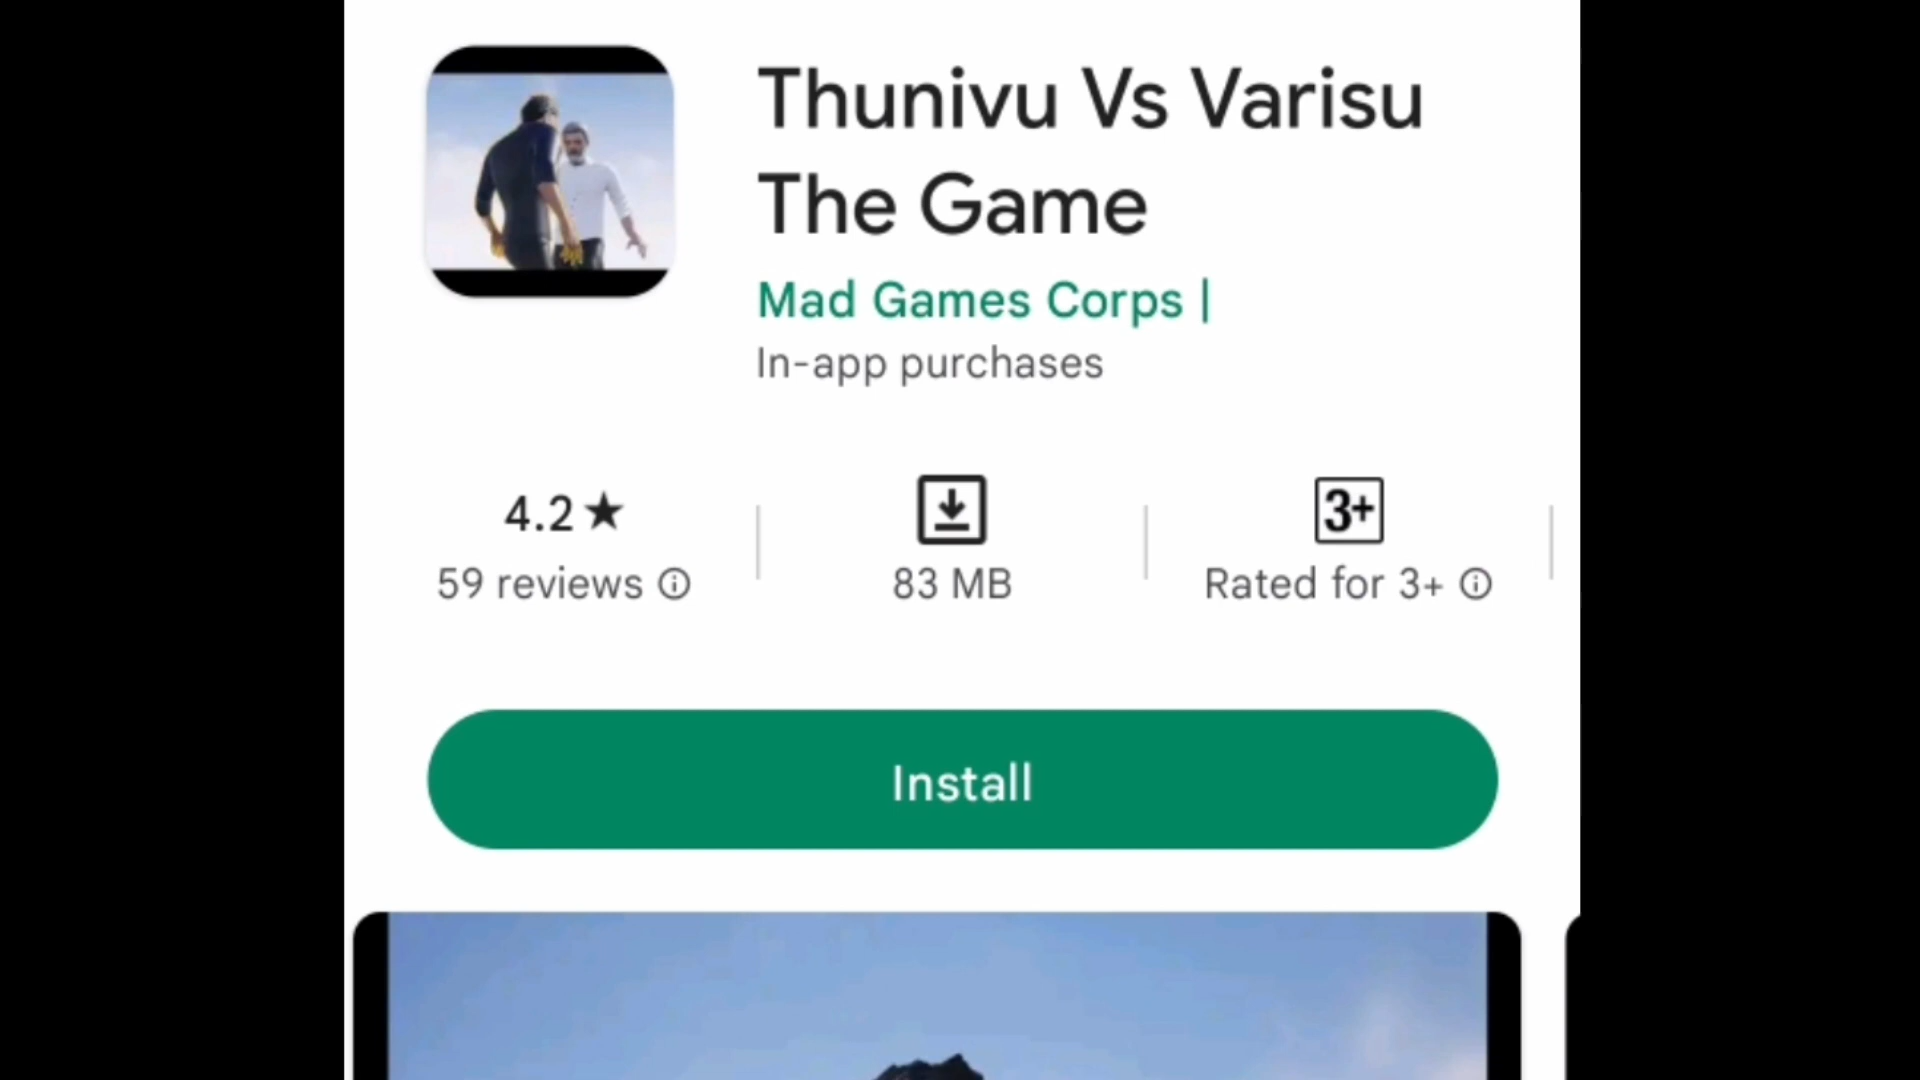 Thunivu Vs Varisu
The Game
Mad Games Corps |
In-app purchases
4.2★
59 reviews
83 MB
3+
Rated for 3+
Install